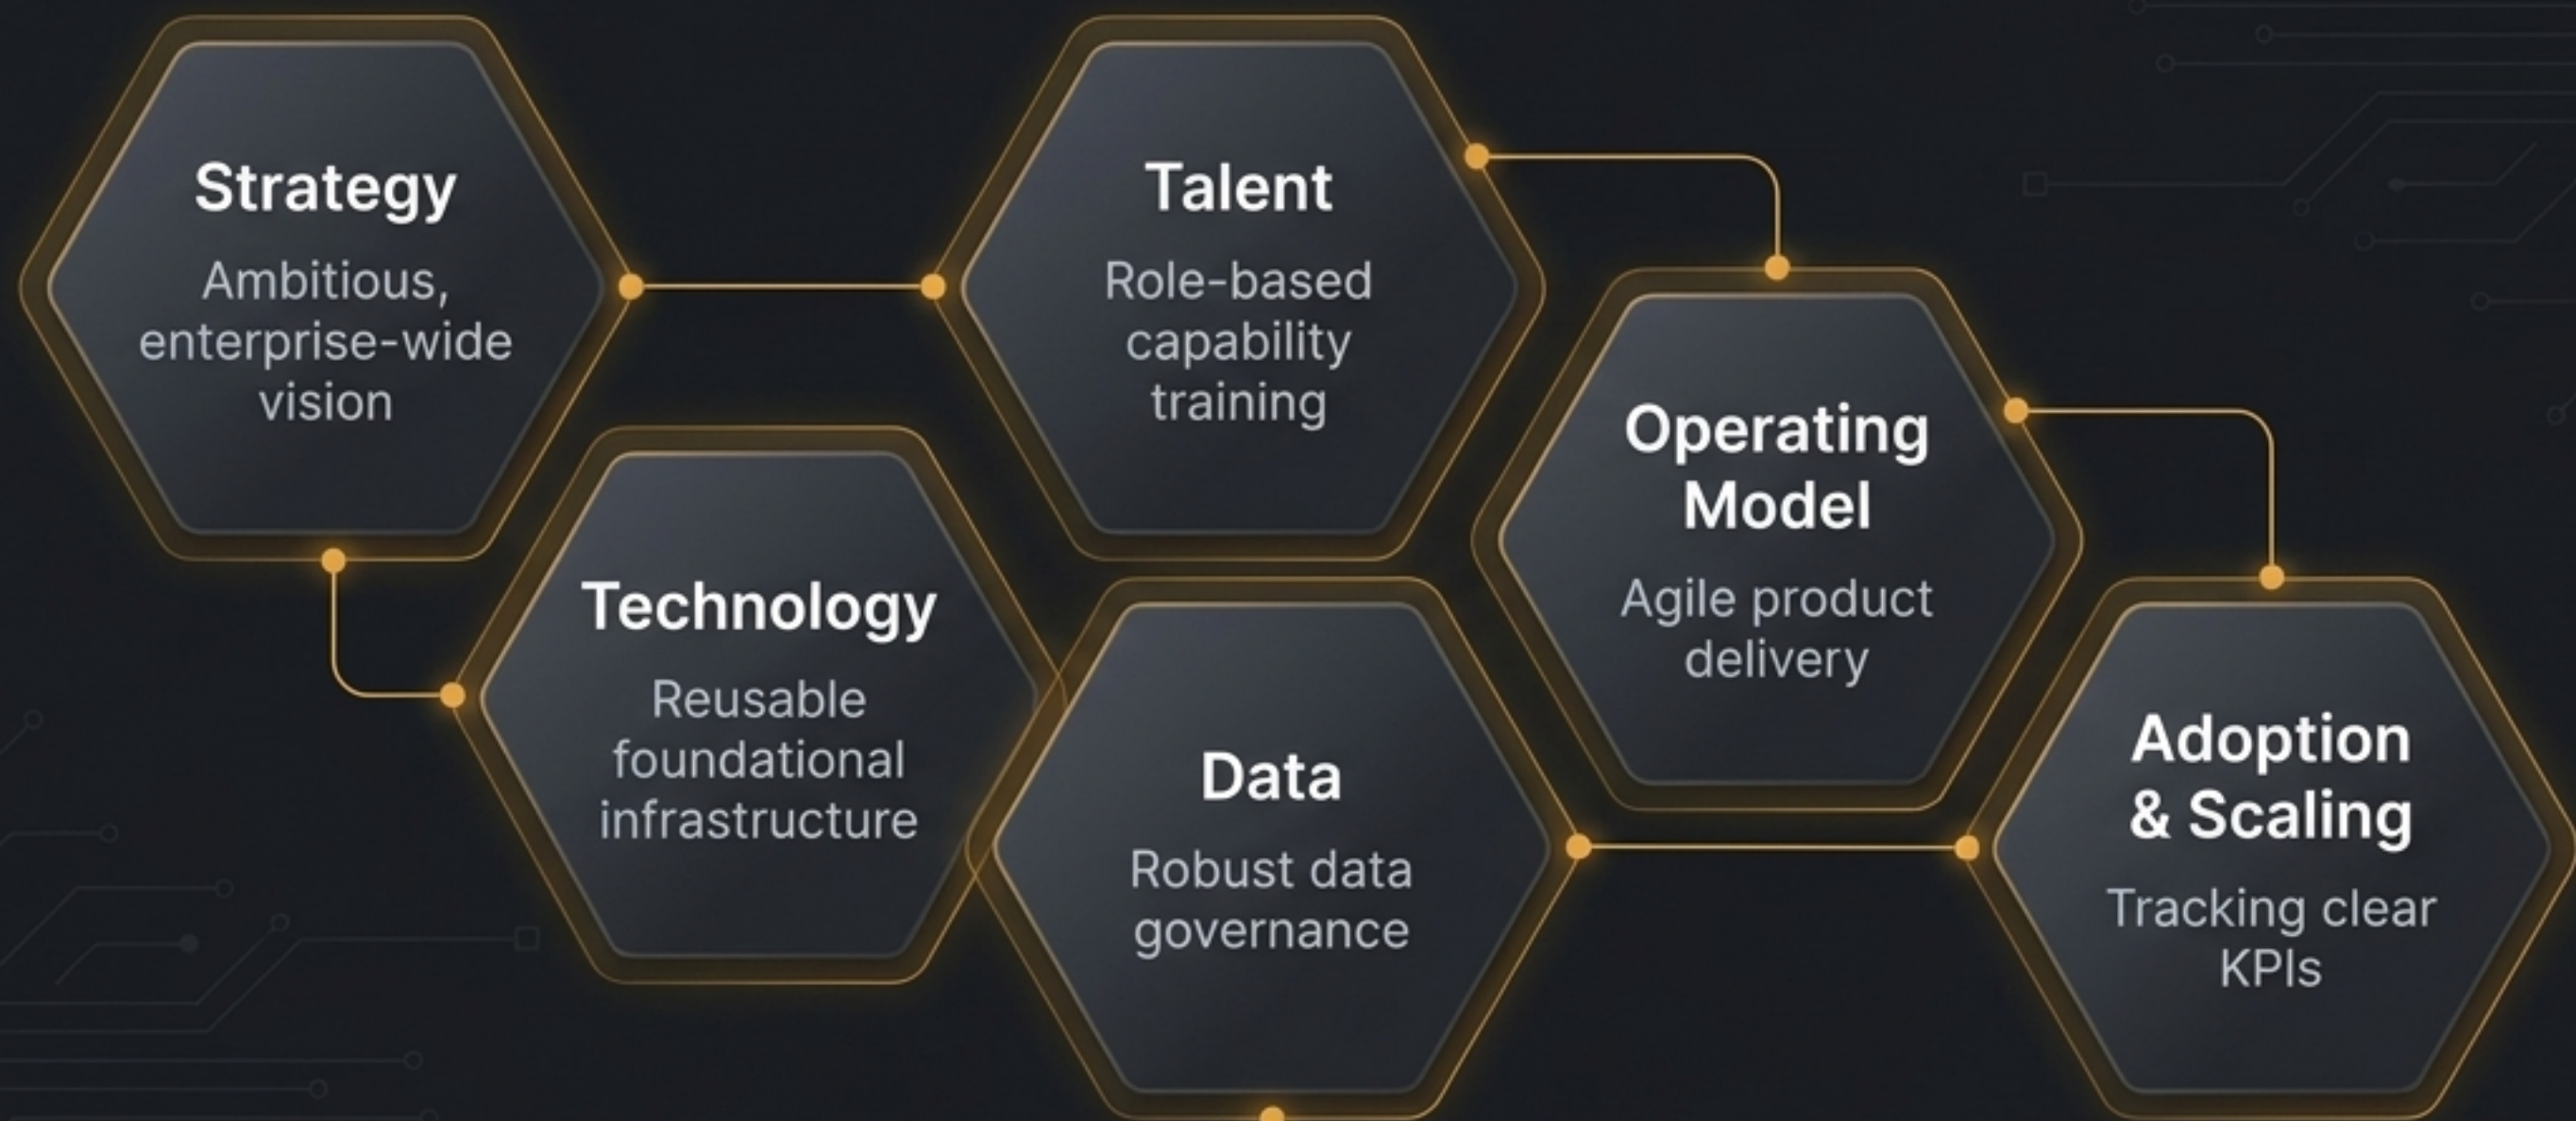 Strategy
Ambitious,
enterprise-wide
vision
Talent
Role-based
capability
training
Operating
Model
Agile product
delivery
Technology
Reusable
foundational
infrastructure
Data
Robust data
governance
Adoption
& Scaling
Tracking clear
KPIs